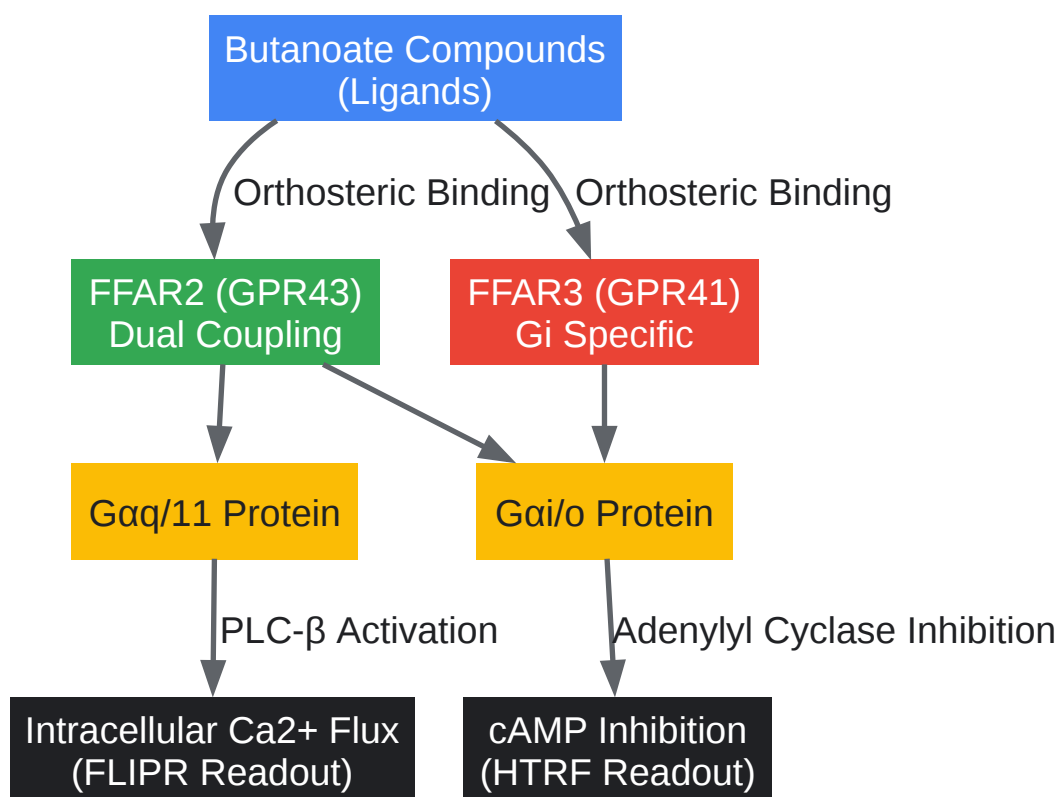 Butanoate Compounds
(Ligands)
Orthosteric Binding
Orthosteric Binding
FFAR2 (GPR43)
Dual Coupling
FFAR3 (GPR41)
Gi Specific
Gαq/11 Protein
Gαi/o Protein
PLC-β Activation
Adenylyl Cyclase Inhibition
Intracellular Ca2+ Flux
(FLIPR Readout)
cAMP Inhibition
(HTRF Readout)